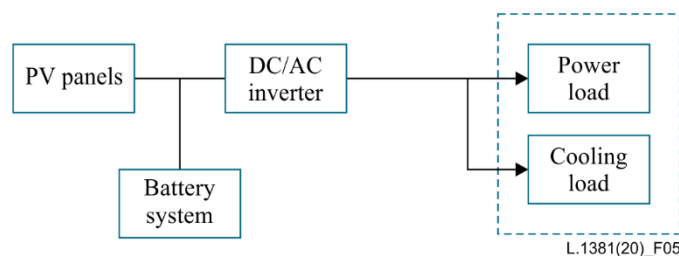 PV panels
DC/AC
inverter
Power
load
Battery
system
Cooling
load
L.1381(20)_F05